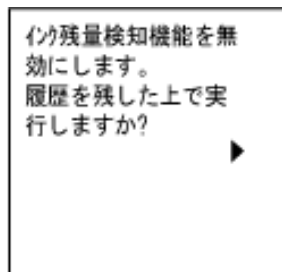 ｲﾝｸ残量検知機能を無
効にします。
履歴を残した上で実
行しますか?